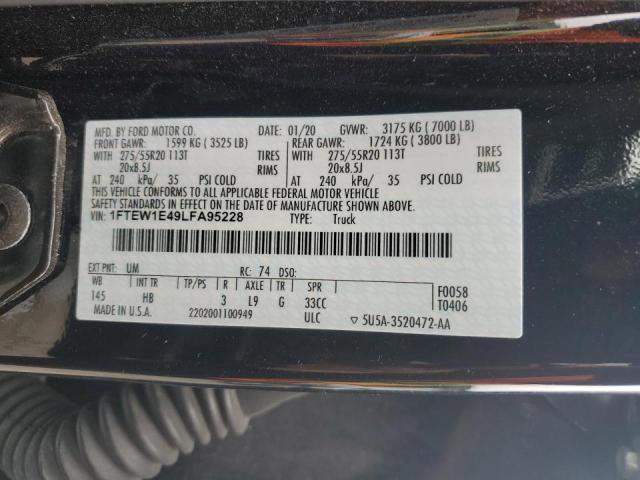 MFD. BY FORD MOTOR CO. DATE: 01/20 GVWR: 3175 KG ( 7000 LB)
FRONT GAWR: 1599 KG ( 3525 LB) REAR GAWR: 1724 KG ( 3800 LB)
WITH 275/55R20 113T TIRES WITH 275/55R20 113T TIRES
20x8.5J RIMS 20x8.5J RIMS
AT 240 kPa/ 35 PSI COLD AT 240 kPa/ 35 PSI COLD
THIS VEHICLE CONFORMS TO ALL APPLICABLE FEDERAL MOTOR VEHICLE
SAFETY STANDARDS IN EFFECT ON THE DATE OF MANUFACTURE SHOWN ABOVE.
VIN: 1FTEW1E49LFA95228 TYPE: Truck
EXT PNT: UM RC: 74 DSO:
WB INT TR TP/PS R AXLE TR SPR F0058
145 HB 3 L9 G 33CC T0406
MADE IN U.S.A. 2202001100949 ULC ▽ 5U5A-3520472-AA